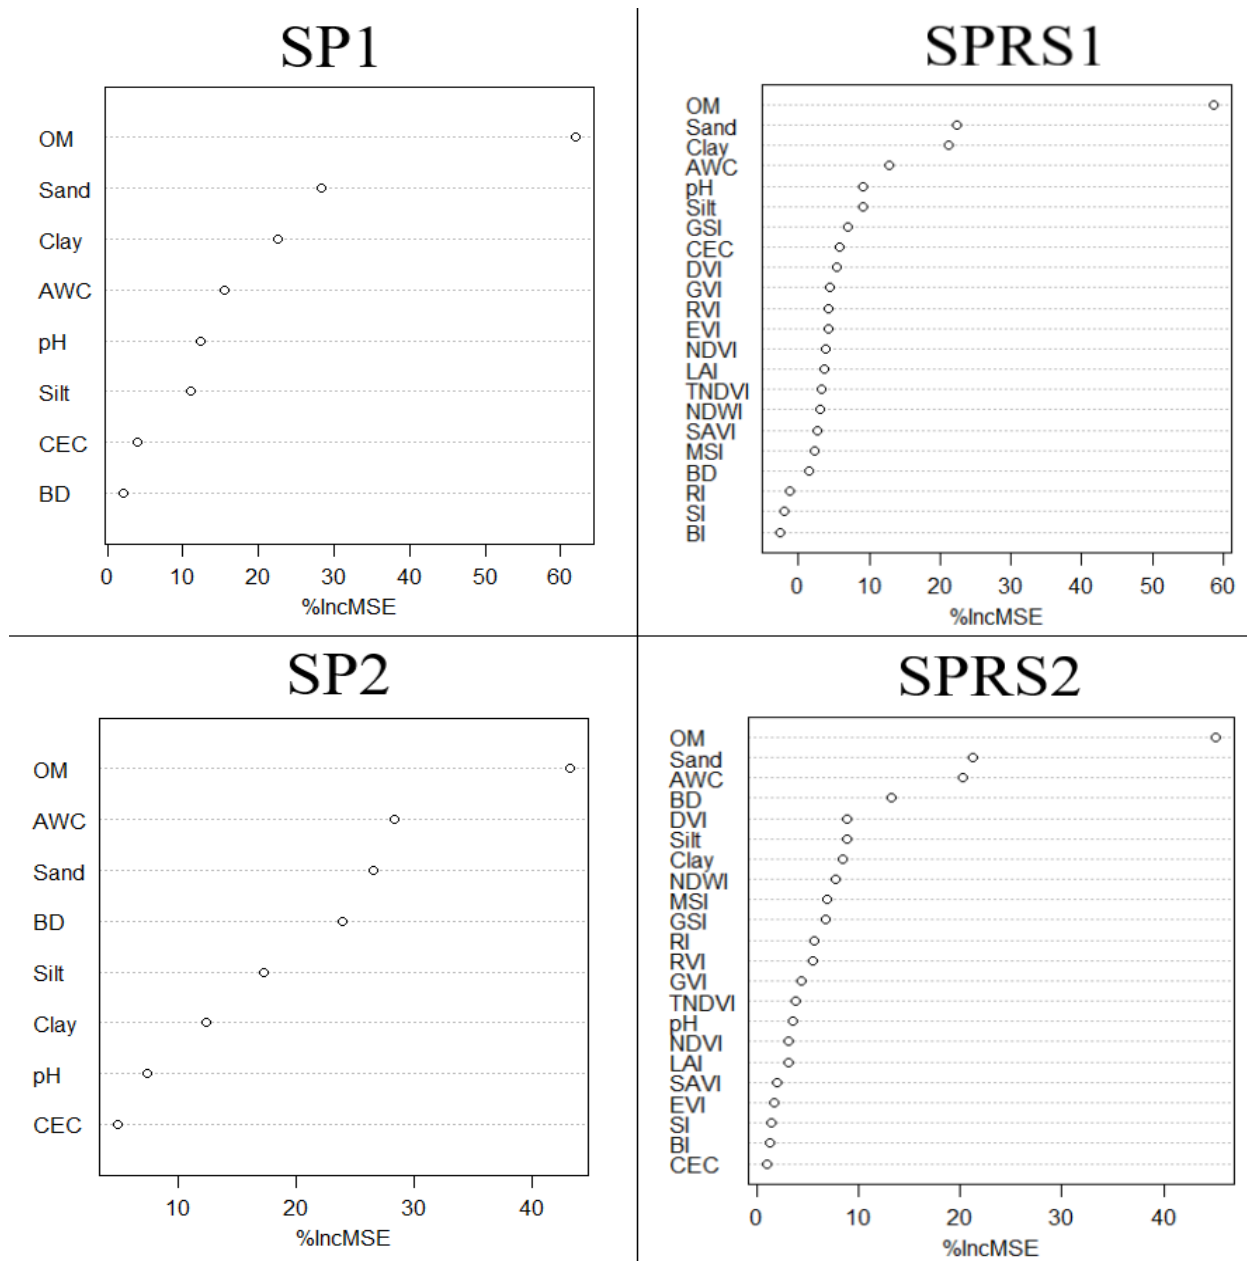 SP1
OM
Sand
Clay
AWC
pH
Silt
CEC
BD
0 10 20 30 40 50 60
%IncMSE
SPRS1
OM
Sand
Clay
AWC
pH
Silt
GSI
CEC
DVI
GVI
RVI
EVI
NDVI
LAI
TNDVI
NDWI
SAVI
MSI
BD
RI
SI
BI
0 10 20 30 40 50 60
%IncMSE
SP2
OM
AWC
Sand
BD
Silt
Clay
pH
CEC
10 20 30 40
%IncMSE
SPRS2
OM
Sand
AWC
BD
DVI
Silt
Clay
NDWI
MSI
GSI
RI
RVI
GVI
TNDVI
pH
NDVI
LAI
SAVI
EVI
SI
BI
CEC
0 10 20 30 40
%IncMSE